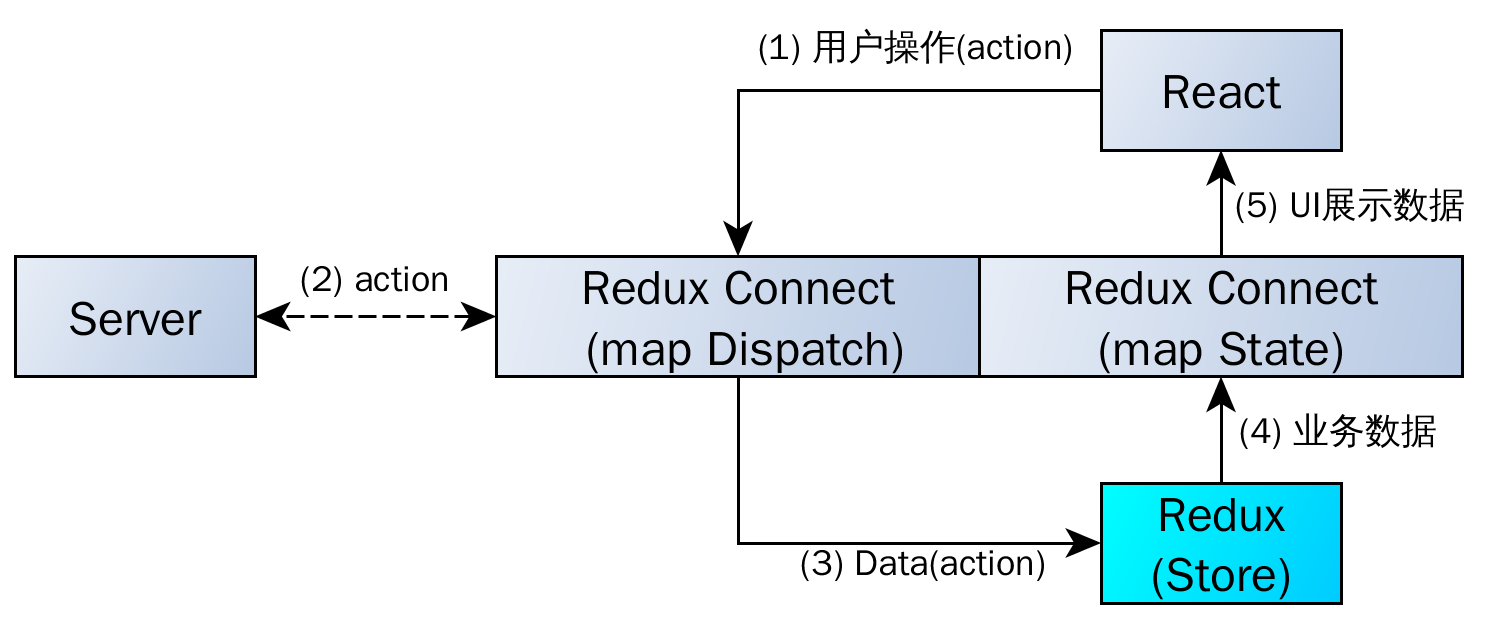 (1) 用户操作(action)
React
(5) UI展示数据
Server
(2) action
Redux Connect
(map Dispatch)
Redux Connect
(map State)
(4) 业务数据
(3) Data(action)
Redux
(Store)